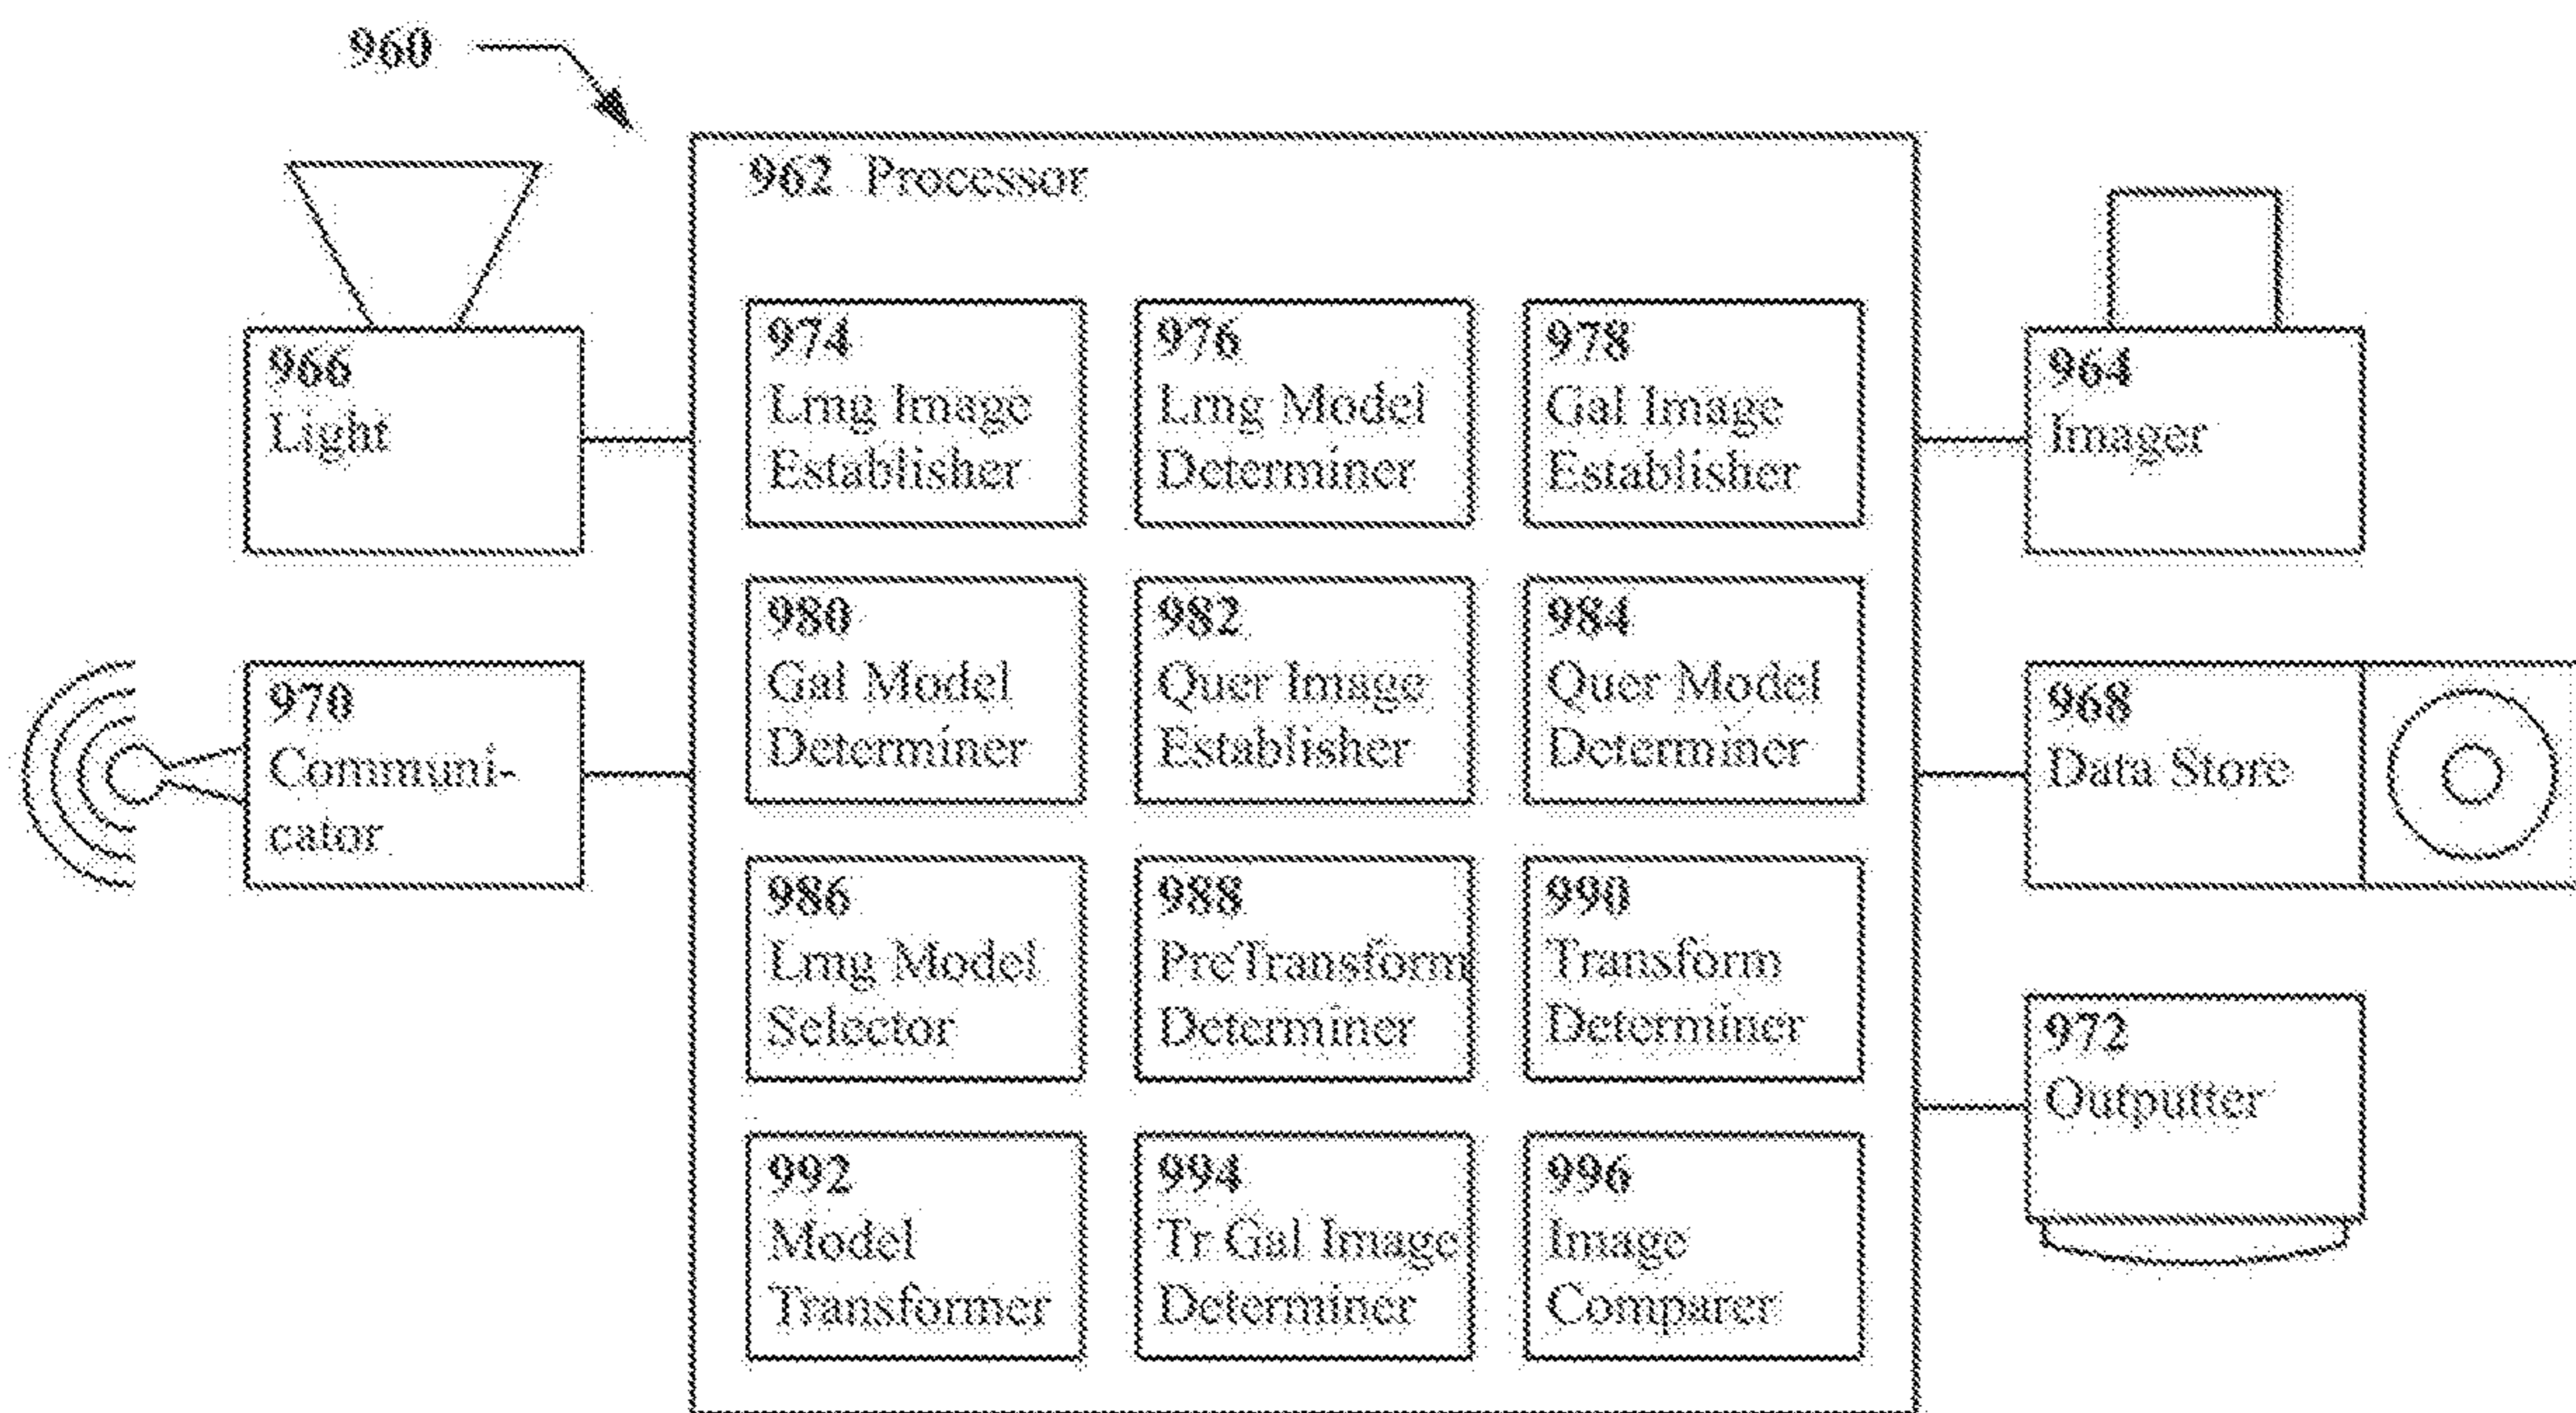 960
962 Processor
966
Light
974
Lrng Image
Establisher
976
Lrng Model
Determiner
978
Gal Image
Establisher
964
Imager
970
Communi-
cator
980
Gal Model
Determiner
982
Quer Image
Establisher
984
Quer Model
Determiner
968
Data Store
986
Lrng Model
Selector
988
PreTransform
Determiner
990
Transform
Determiner
972
Outputter
992
Model
Transformer
994
Tr Gal Image
Determiner
996
Image
Comparer